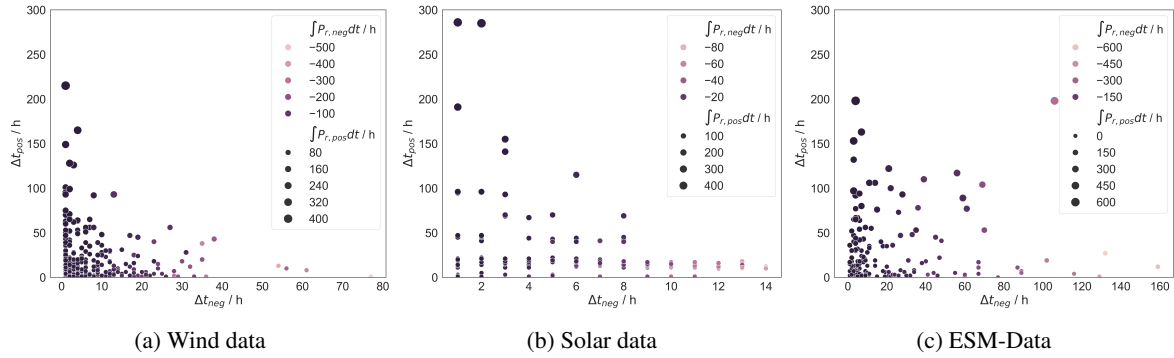 300
250
200
150
100
50
0
Δt_pos / h
0 10 20 30 40 50 60 70 80
Δt_neg / h
∫P_r,neg dt / h
−500
−400
−300
−200
−100
∫P_r,pos dt / h
80
160
240
320
400
(a) Wind data
300
250
200
150
100
50
0
Δt_pos / h
2 4 6 8 10 12 14
Δt_neg / h
∫P_r,neg dt / h
−80
−60
−40
−20
∫P_r,pos dt / h
100
200
300
400
(b) Solar data
300
250
200
150
100
50
0
Δt_pos / h
0 20 40 60 80 100 120 140 160
Δt_neg / h
∫P_r,neg dt / h
−600
−450
−300
−150
∫P_r,pos dt / h
0
150
300
450
600
(c) ESM-Data